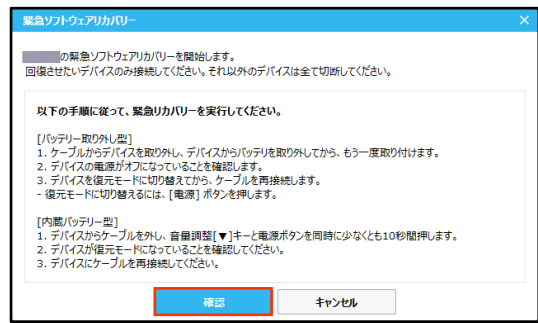 緊急ソフトウェアリカバリー
の緊急ソフトウェアリカバリーを開始します。
回復させたいデバイスのみ接続してください。それ以外のデバイスは全て切断してください。
以下の手順に従って、緊急リカバリーを実行してください。
[バッテリー取り外し型]
1. ケーブルからデバイスを取り外し、デバイスからバッテリを取り外してから、もう一度取り付けます。
2. デバイスの電源がオフになっていることを確認します。
3. デバイスを復元モードに切り替えてから、ケーブルを再接続します。
- 復元モードに切り替えるには、[電源] ボタンを押します。
[内蔵バッテリー型]
1. デバイスからケーブルを外し、音量調整[▼]キーと電源ボタンを同時に少なくとも10秒間押します。
2. デバイスが復元モードになっていることを確認してください。
3. デバイスにケーブルを再接続してください。
確認
キャンセル